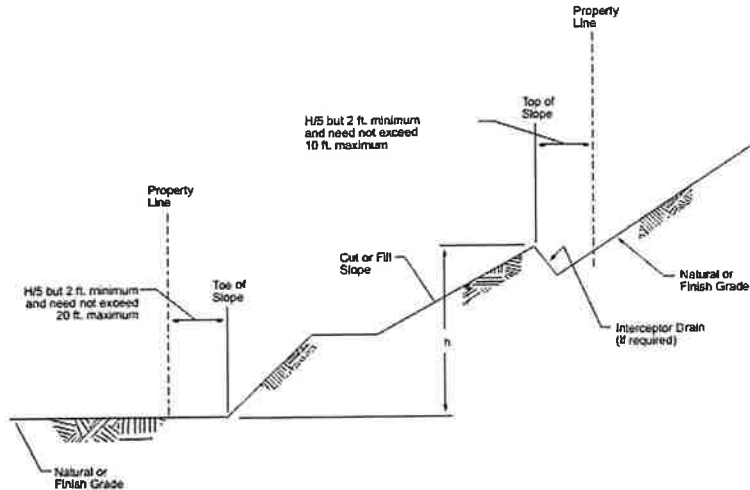 Property
Line
H/5 but 2 ft. minimum
and need not exceed
10 ft. maximum
Top of
Slope
Property
Line
H/5 but 2 ft. minimum
and need not exceed
20 ft. maximum
Toe of
Slope
Cut or Fill
Slope
h
Natural or
Finish Grade
Interceptor Drain
(if required)
Natural or
Finish Grade